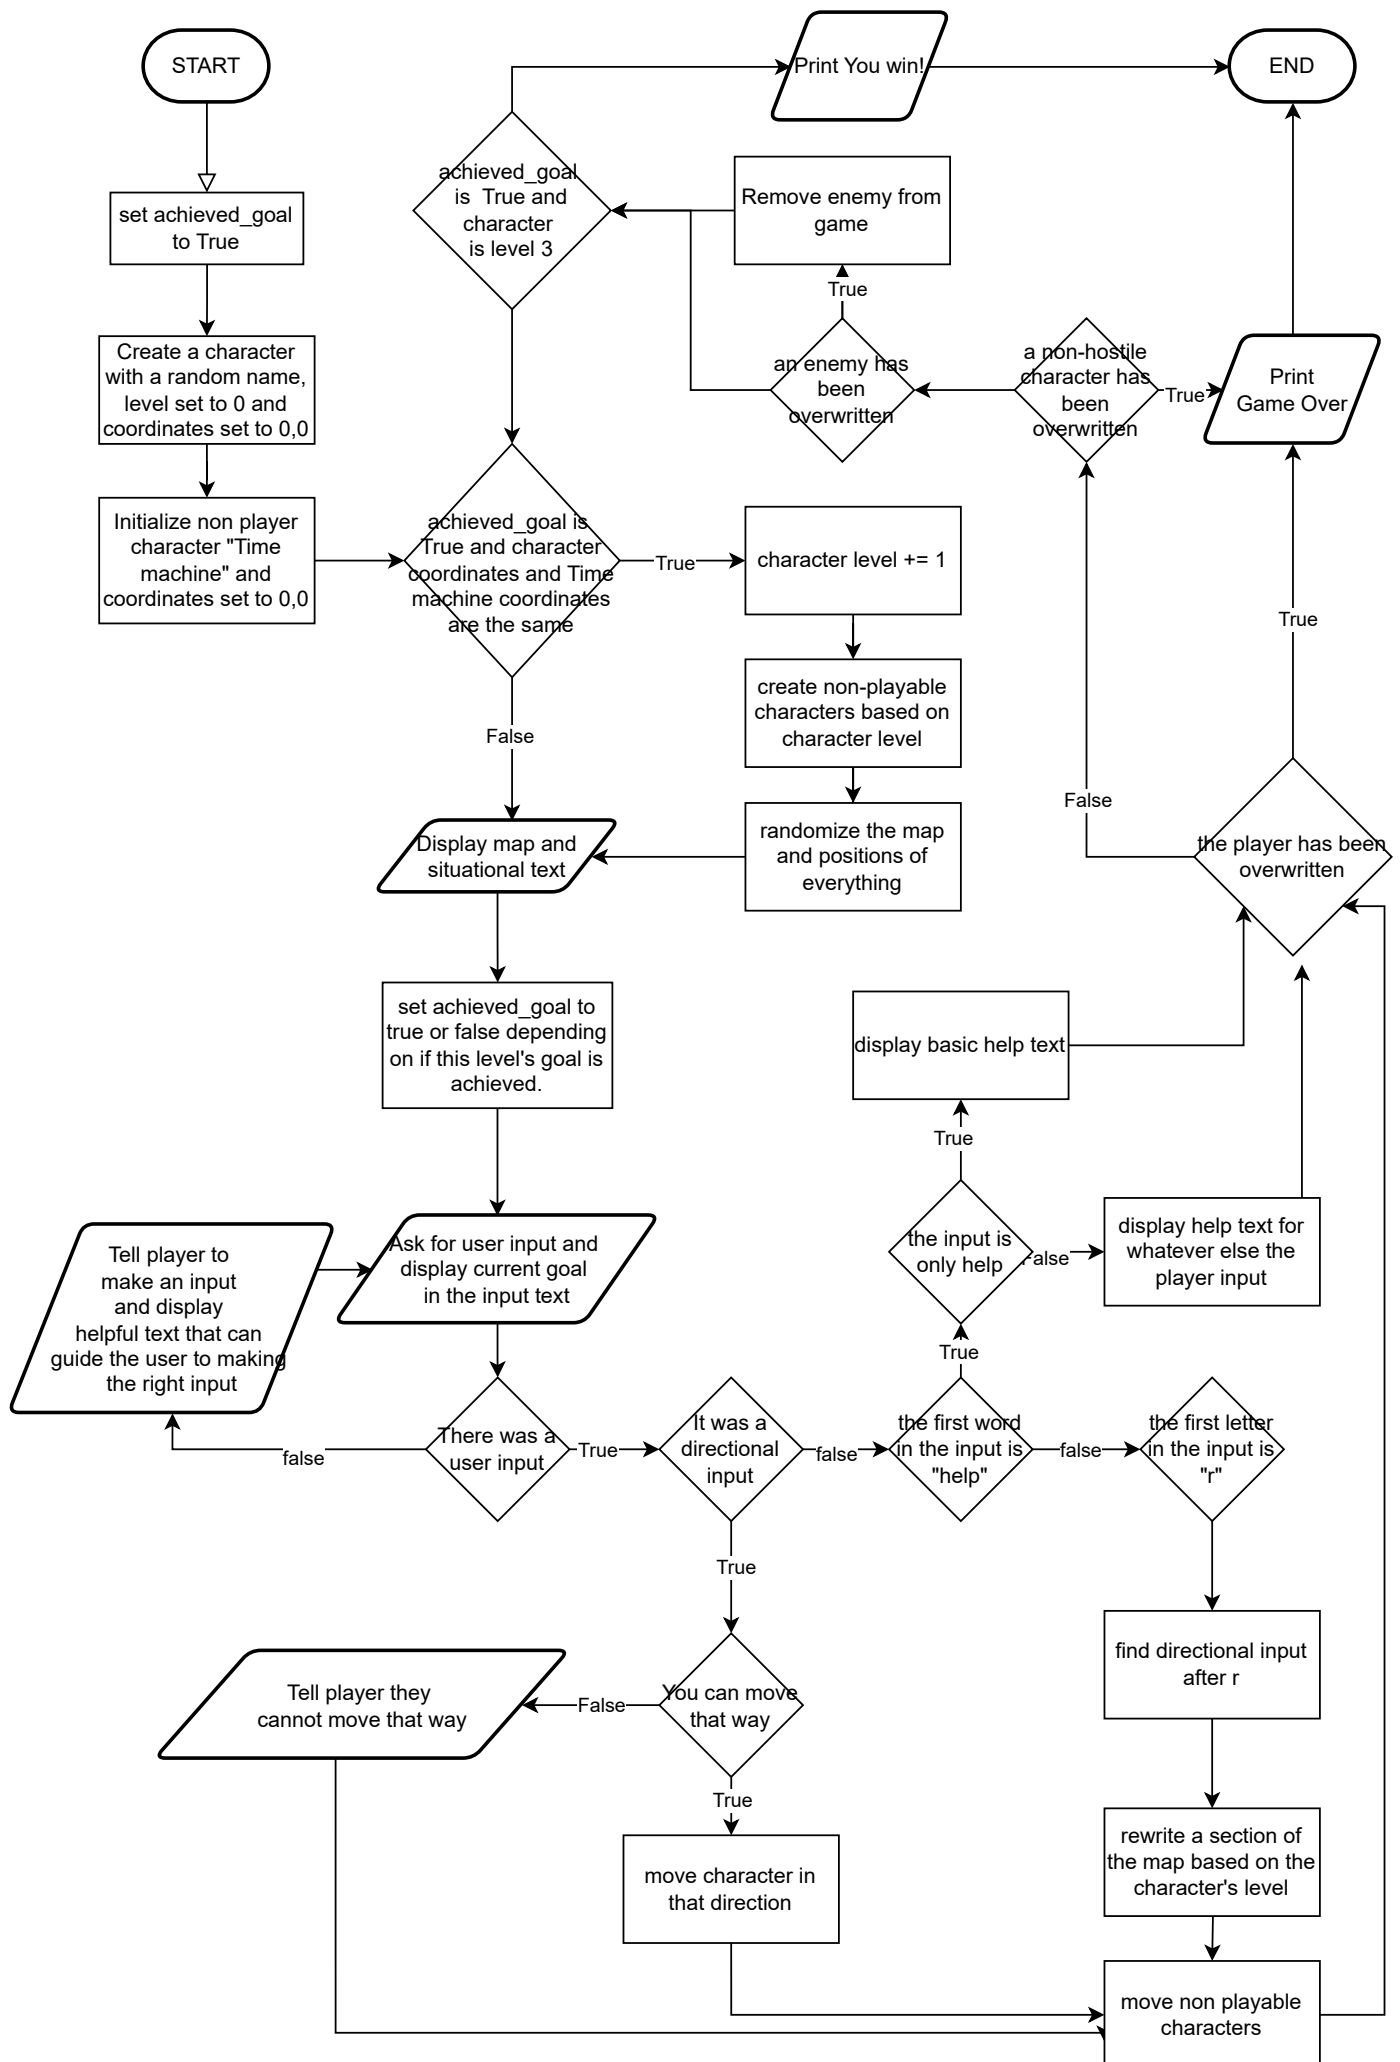 START
Print You win!
END
achieved_goal
is  True and
character
is level 3
Remove enemy from
game
set achieved_goal
to True
True
Create a character
with a random name,
level set to 0 and
coordinates set to 0,0
an enemy has
been
overwritten
a non-hostile
character has
been
overwritten
True
Print
Game Over
Initialize non player
character "Time
machine" and
coordinates set to 0,0
achieved_goal is
True and character
coordinates and Time
machine coordinates
are the same
True
character level += 1
True
create non-playable
characters based on
character level
False
False
Display map and
situational text
randomize the map
and positions of
everything
the player has been
overwritten
set achieved_goal to
true or false depending
on if this level's goal is
achieved.
display basic help text
True
Tell player to
make an input
and display
helpful text that can
guide the user to making
the right input
Ask for user input and
display current goal
in the input text
the input is
only help
False
display help text for
whatever else the
player input
True
There was a
user input
false
True
It was a
directional
input
false
the first word
in the input is
"help"
false
the first letter
in the input is
"r"
True
Tell player they
cannot move that way
False
You can move
that way
find directional input
after r
True
move character in
that direction
rewrite a section of
the map based on the
character's level
move non playable
characters